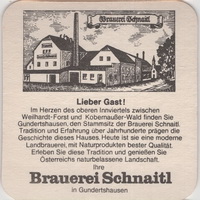 Brauerei Schnaitl
Lieber Gast!
Im Herzen des oberen Innviertels zwischen
Weilhardt-Forst und Kobernaußer-Wald finden Sie
Gundertshausen, den Stammsitz der Brauerei Schnaitl.
Tradition und Erfahrung über Jahrhunderte prägen die
Geschichte dieses Hauses. Heute ist sie eine moderne
Landbrauerei, mit Naturprodukten bester Qualität.
Erleben Sie diese Tradition und genießen Sie
Österreichs naturbelassene Landschaft.
Ihre
Brauerei Schnaitl
in Gundertshausen